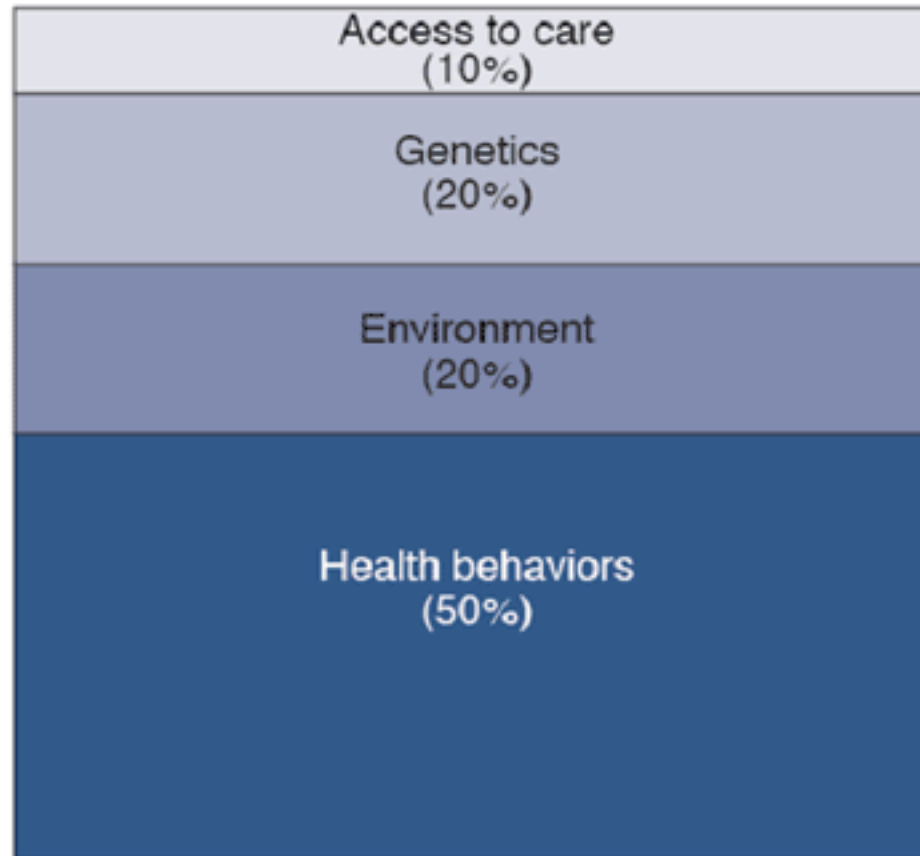 Access to care
(10%)
Genetics
(20%)
Environment
(20%)
Health behaviors
(50%)